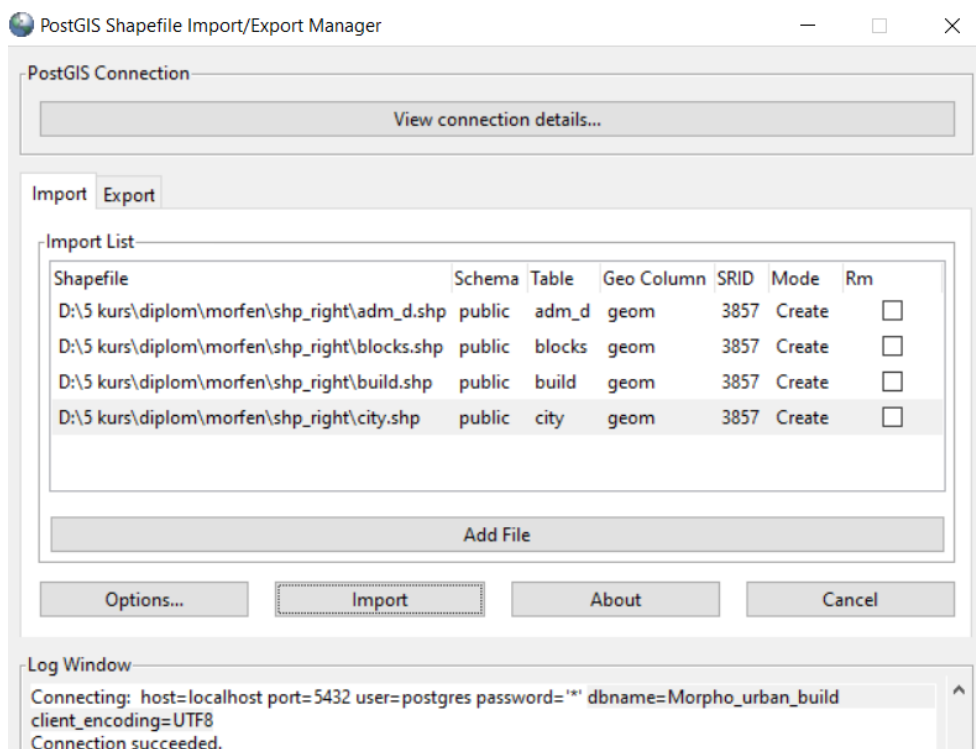 PostGIS Shapefile Import/Export Manager
PostGIS Connection
View connection details...
Import Export
Import List
Shapefile Schema Table Geo Column SRID Mode Rm
D:\5 kurs\diplom\morfen\shp_right\adm_d.shp public adm_d geom 3857 Create
D:\5 kurs\diplom\morfen\shp_right\blocks.shp public blocks geom 3857 Create
D:\5 kurs\diplom\morfen\shp_right\build.shp public build geom 3857 Create
D:\5 kurs\diplom\morfen\shp_right\city.shp public city geom 3857 Create
Add File
Options... Import About Cancel
Log Window
Connecting: host=localhost port=5432 user=postgres password='*' dbname=Morpho_urban_build
client_encoding=UTF8
Connection succeeded.